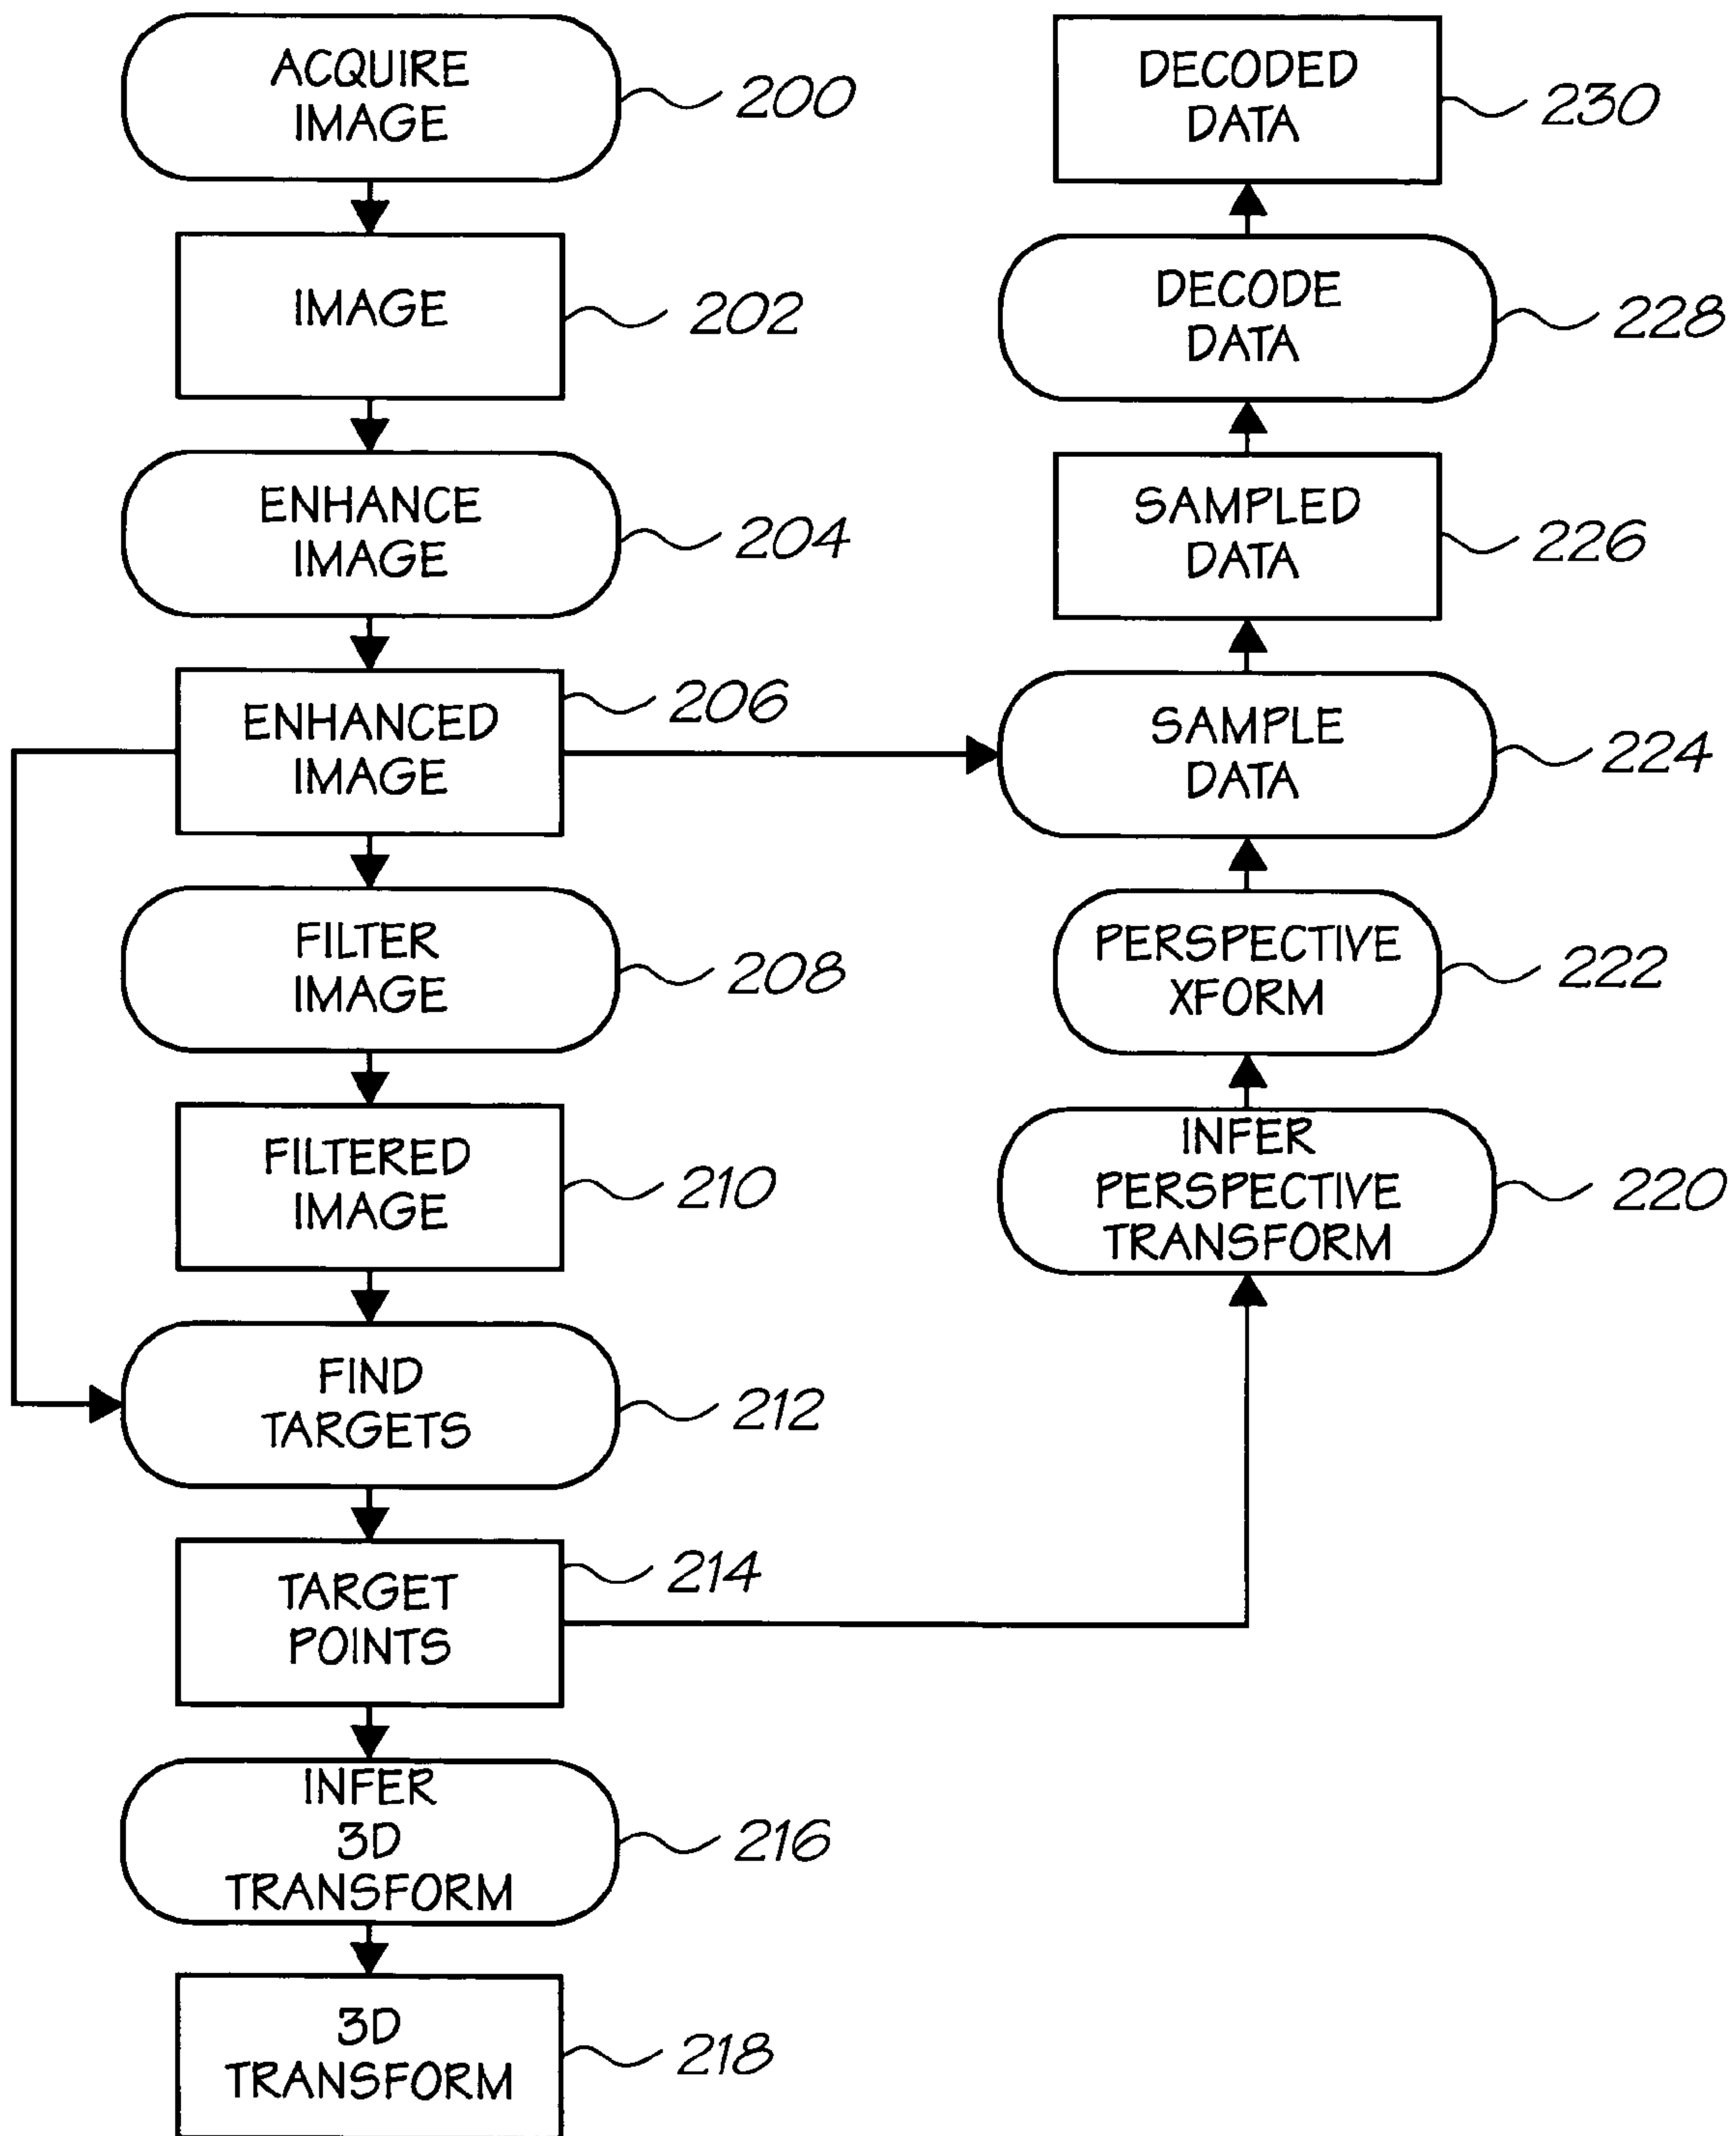 ACQUIRE
IMAGE
200
IMAGE
202
ENHANCE
IMAGE
204
ENHANCED
IMAGE
206
FILTER
IMAGE
208
FILTERED
IMAGE
210
FIND
TARGETS
212
TARGET
POINTS
214
INFER
3D
TRANSFORM
216
3D
TRANSFORM
218
DECODED
DATA
230
DECODE
DATA
228
SAMPLED
DATA
226
SAMPLE
DATA
224
PERSPECTIVE
XFORM
222
INFER
PERSPECTIVE
TRANSFORM
220